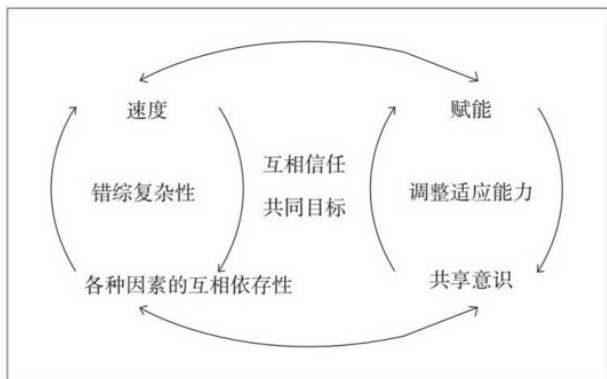 速度
赋能
互相信任
错综复杂性
调整适应能力
共同目标
各种因素的互相依存性
共享意识